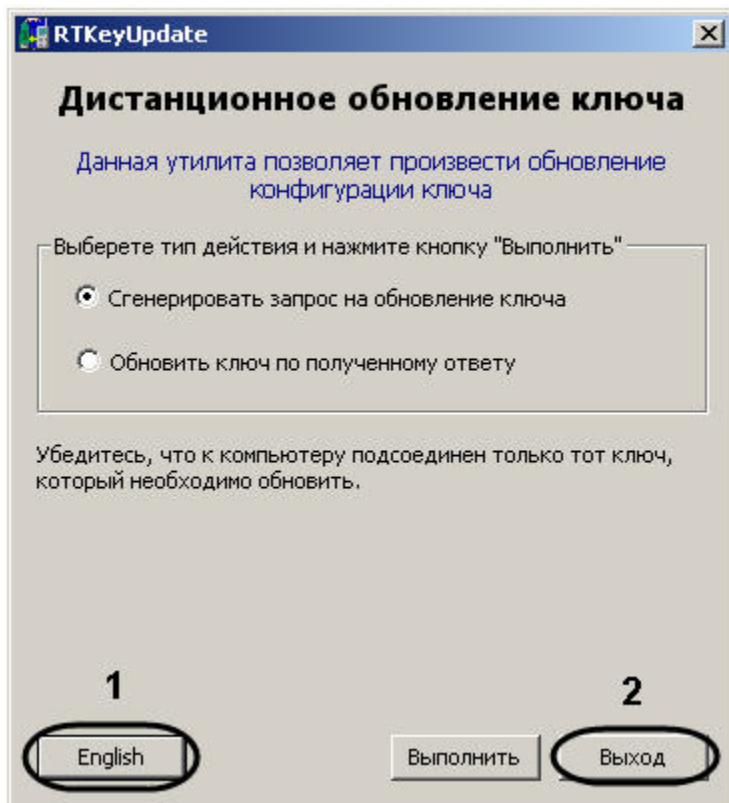 RTKeyUpdate
Дистанционное обновление ключа
Данная утилита позволяет произвести обновление
конфигурации ключа
Выберете тип действия и нажмите кнопку "Выполнить"
Сгенерировать запрос на обновление ключа
Обновить ключ по полученному ответу
Убедитесь, что к компьютеру подсоединен только тот ключ,
который необходимо обновить.
1
2
English
Выполнить
Выход